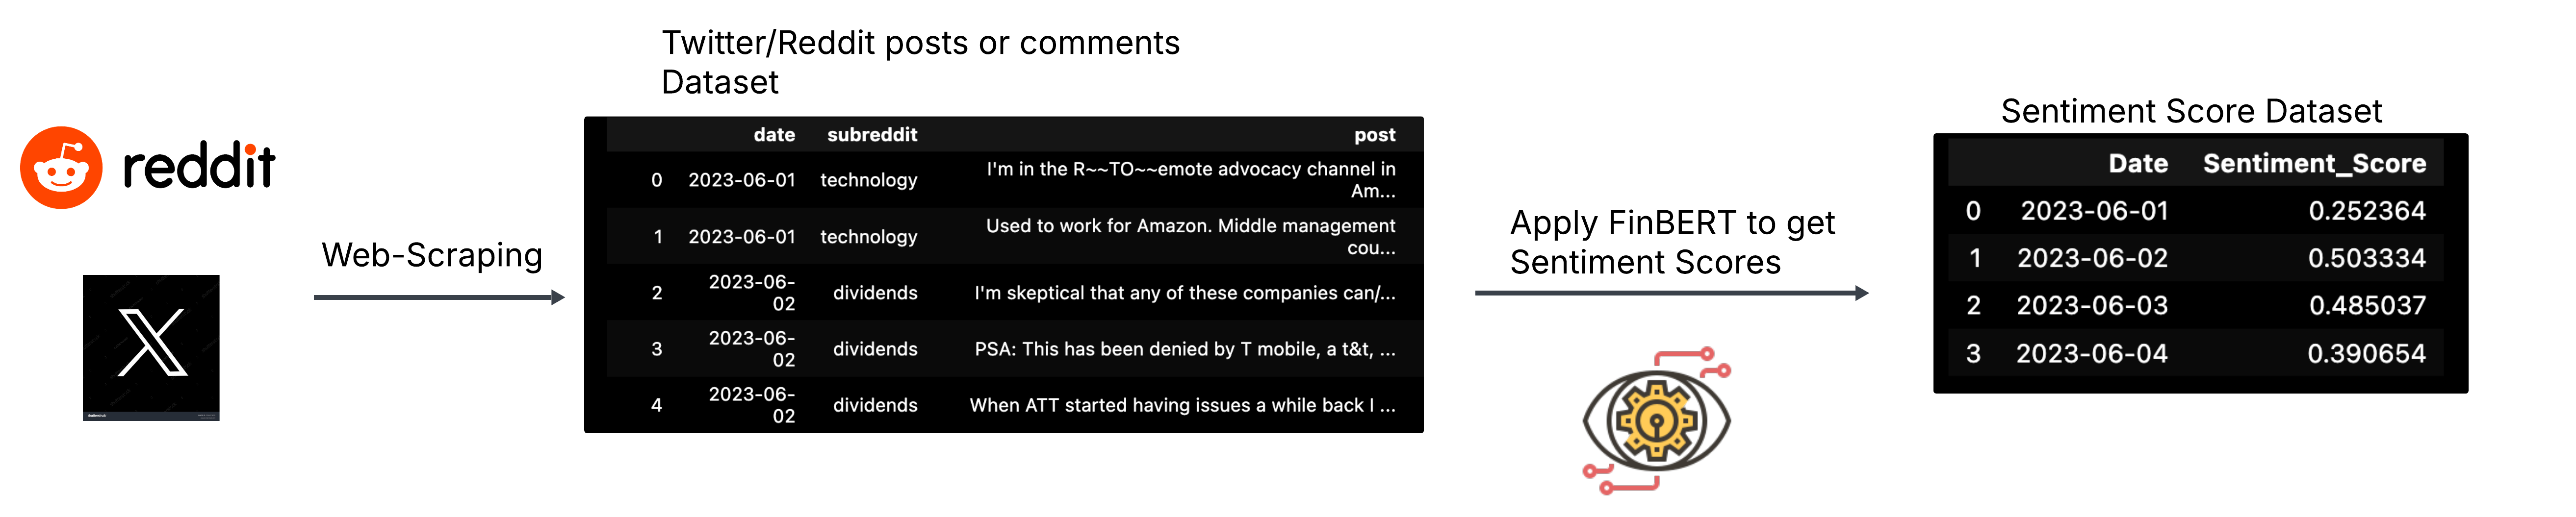 reddit
Web-Scraping
Twitter/Reddit posts or comments
Dataset
date subreddit post
0 2023-06-01 technology I'm in the R~~TO~~emote advocacy channel in
Am...
1 2023-06-01 technology Used to work for Amazon. Middle management
cou...
2 2023-06-
02 dividends I'm skeptical that any of these companies can/...
3 2023-06-
02 dividends PSA: This has been denied by T mobile, a t&t, ...
4 2023-06-
02 dividends When ATT started having issues a while back I ...
Apply FinBERT to get
Sentiment Scores
Sentiment Score Dataset
Date Sentiment_Score
0 2023-06-01 0.252364
1 2023-06-02 0.503334
2 2023-06-03 0.485037
3 2023-06-04 0.390654